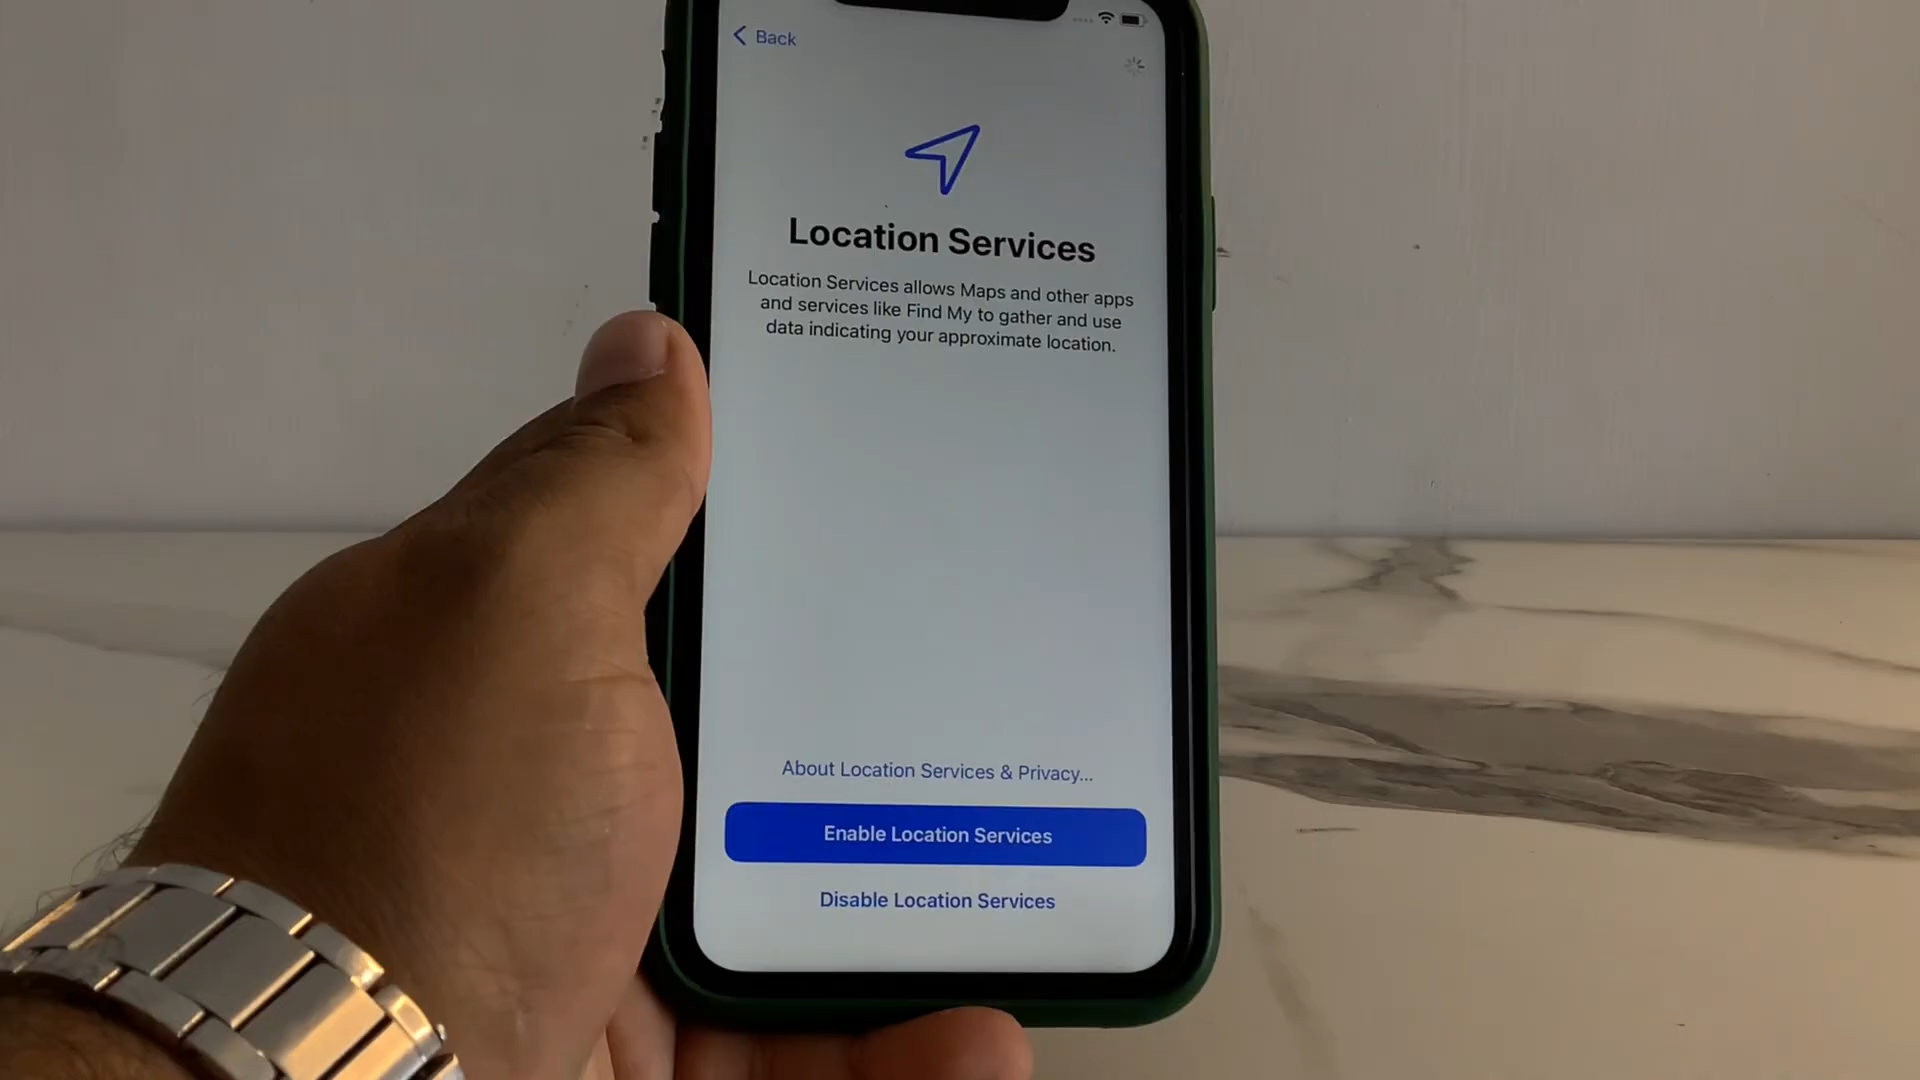 Back
Location Services
Location Services allows Maps and other apps
and services like Find My to gather and use
data indicating your approximate location.
About Location Services & Privacy...
Enable Location Services
Disable Location Services